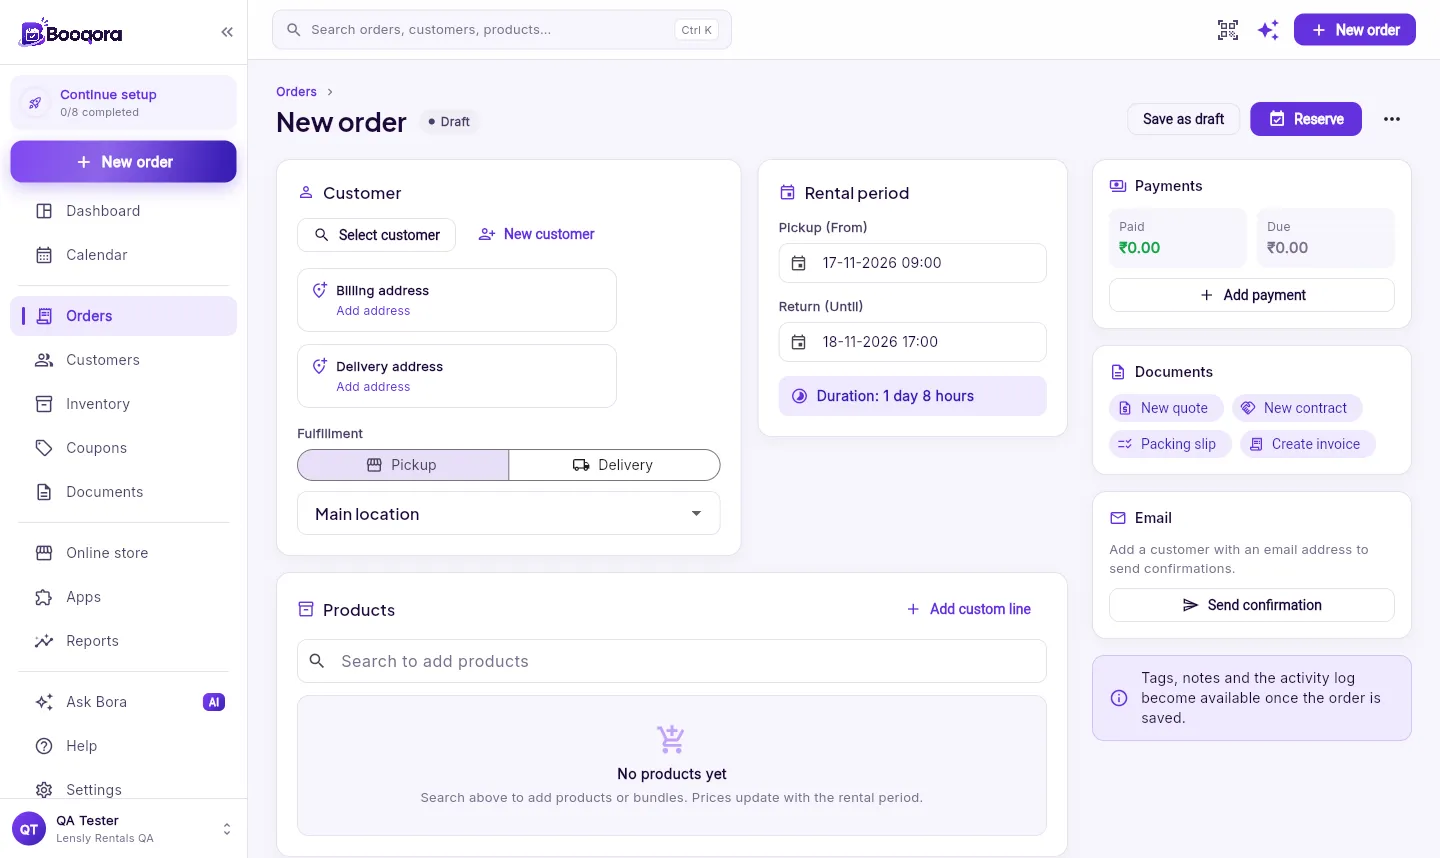 Booqora
Continue setup
0/8 completed
New order
Dashboard
Calendar
Orders
Customers
Inventory
Coupons
Documents
Online store
Apps
Reports
Ask Bora
AI
Help
Settings
QT
QA Tester
Lensly Rentals QA
Search orders, customers, products...
Ctrl K
New order
Orders
New order
Draft
Save as draft
Reserve
Customer
Select customer
New customer
Billing address
Add address
Delivery address
Add address
Fulfillment
Pickup
Delivery
Main location
Rental period
Pickup (From)
17-11-2026 09:00
Return (Until)
18-11-2026 17:00
Duration: 1 day 8 hours
Products
Add custom line
Search to add products
No products yet
Search above to add products or bundles. Prices update with the rental period.
Payments
Paid
₹0.00
Due
₹0.00
Add payment
Documents
New quote
New contract
Packing slip
Create invoice
Email
Add a customer with an email address to
send confirmations.
Send confirmation
Tags, notes and the activity log
become available once the order is
saved.